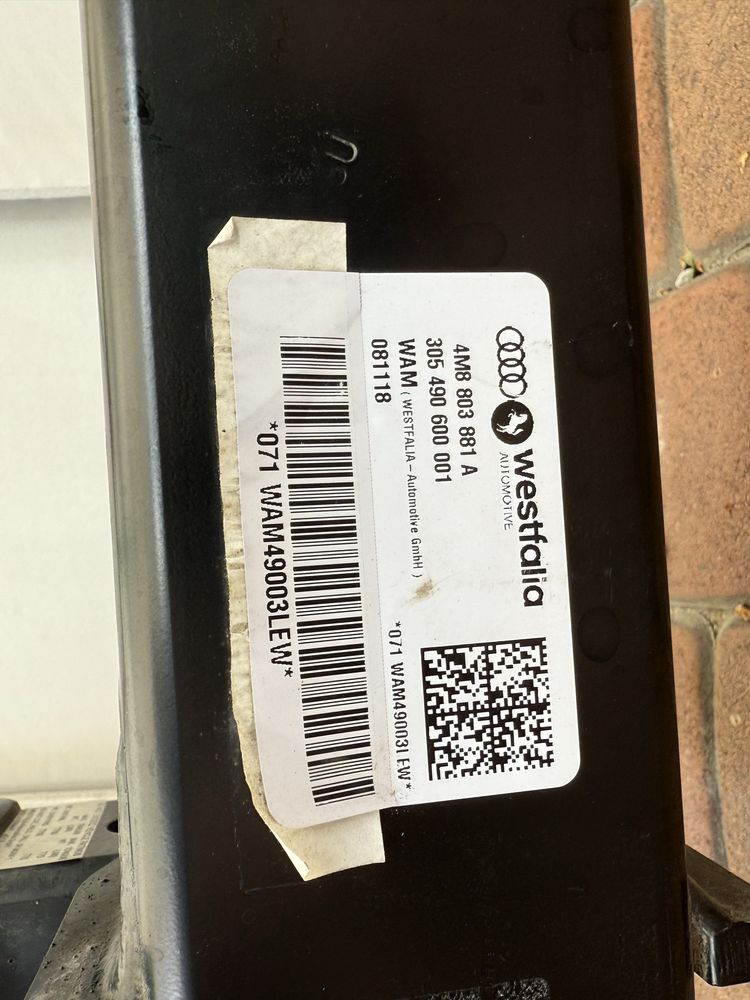 westfalia
AUTOMOTIVE
4M8 803 881 A
305 490 600 001
WAM ( WESTFALIA – Automotive GmbH )
081118
*071 WAM49003LEW*
*071 WAM49003LEW*